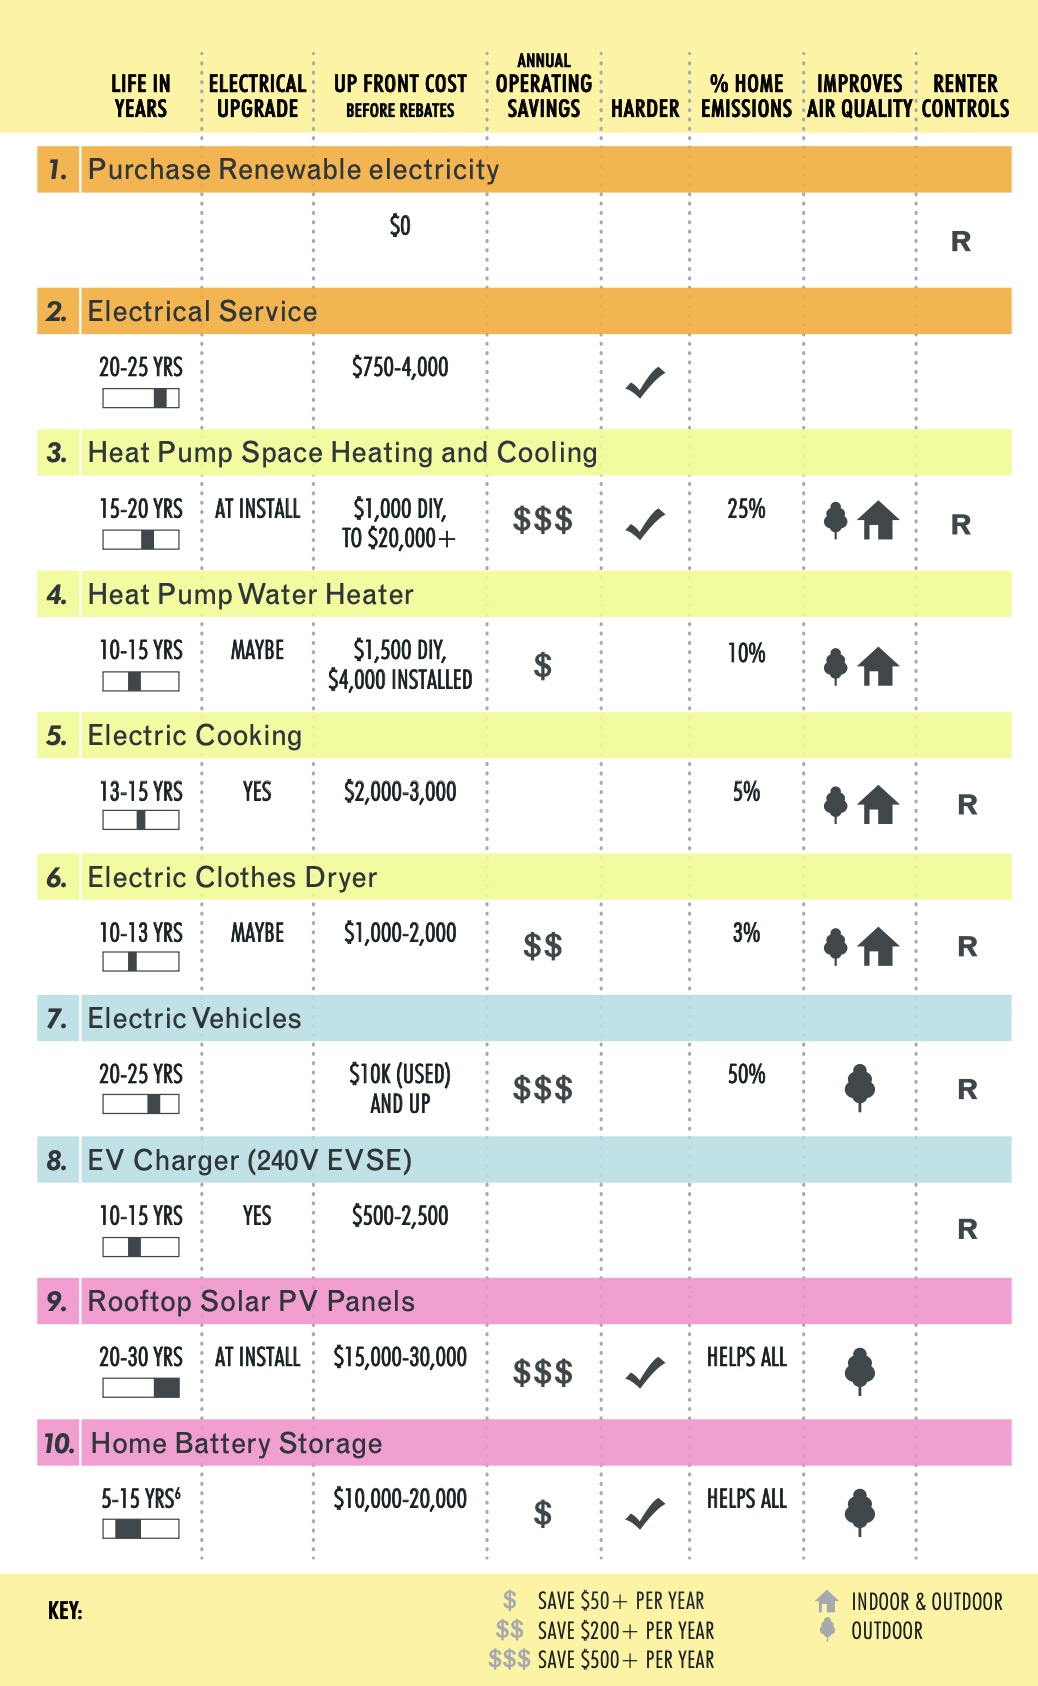 LIFE IN YEARS
ELECTRICAL UPGRADE
UP FRONT COST
BEFORE REBATES
ANNUAL
OPERATING SAVINGS
HARDER
% HOME EMISSIONS
IMPROVES AIR QUALITY
RENTER CONTROLS
1. Purchase Renewable electricity
$0
R
2. Electrical Service
20-25 YRS
$750-4,000
3. Heat Pump Space Heating and Cooling
15-20 YRS
AT INSTALL
$1,000 DIY,
TO $20,000+
$$$
25%
R
4. Heat Pump Water Heater
10-15 YRS
MAYBE
$1,500 DIY,
$4,000 INSTALLED
$
10%
5. Electric Cooking
13-15 YRS
YES
$2,000-3,000
5%
R
6. Electric Clothes Dryer
10-13 YRS
MAYBE
$1,000-2,000
$$
3%
R
7. Electric Vehicles
20-25 YRS
$10K (USED)
AND UP
$$$
50%
R
8. EV Charger (240V EVSE)
10-15 YRS
YES
$500-2,500
R
9. Rooftop Solar PV Panels
20-30 YRS
AT INSTALL
$15,000-30,000
$$$
HELPS ALL
10. Home Battery Storage
5-15 YRS⁶
$10,000-20,000
$
HELPS ALL
KEY:
$ SAVE $50+ PER YEAR
$$ SAVE $200+ PER YEAR
$$$ SAVE $500+ PER YEAR
INDOOR & OUTDOOR
OUTDOOR